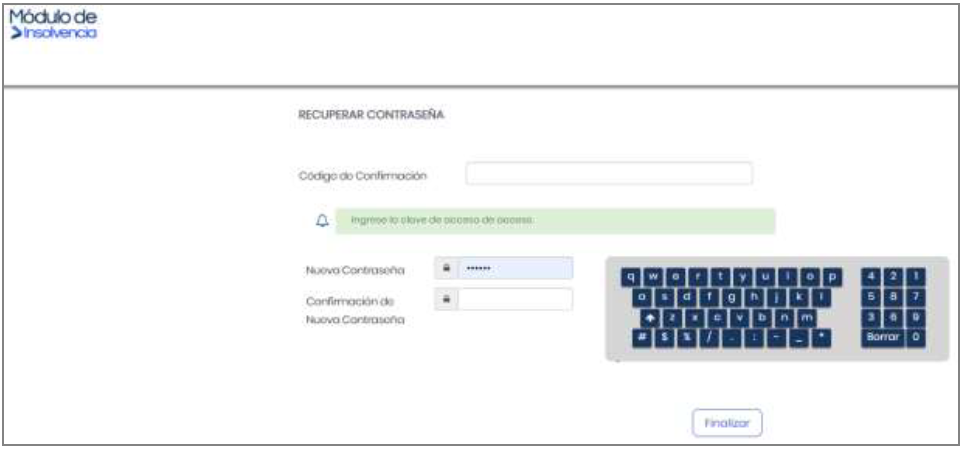 Módulo de
Insolvencia
RECUPERAR CONTRASEÑA
Código de Confirmación
Ingrese la clave de acceso de acceso.
Nueva Contraseña
Confirmación de
Nueva Contraseña
q w e r t y u i o p 4 2 1
a s d f g h j k l 5 8 7
z x c v b n m 3 6 9
# $ % / . : - _ * Borrar 0
Finalizar